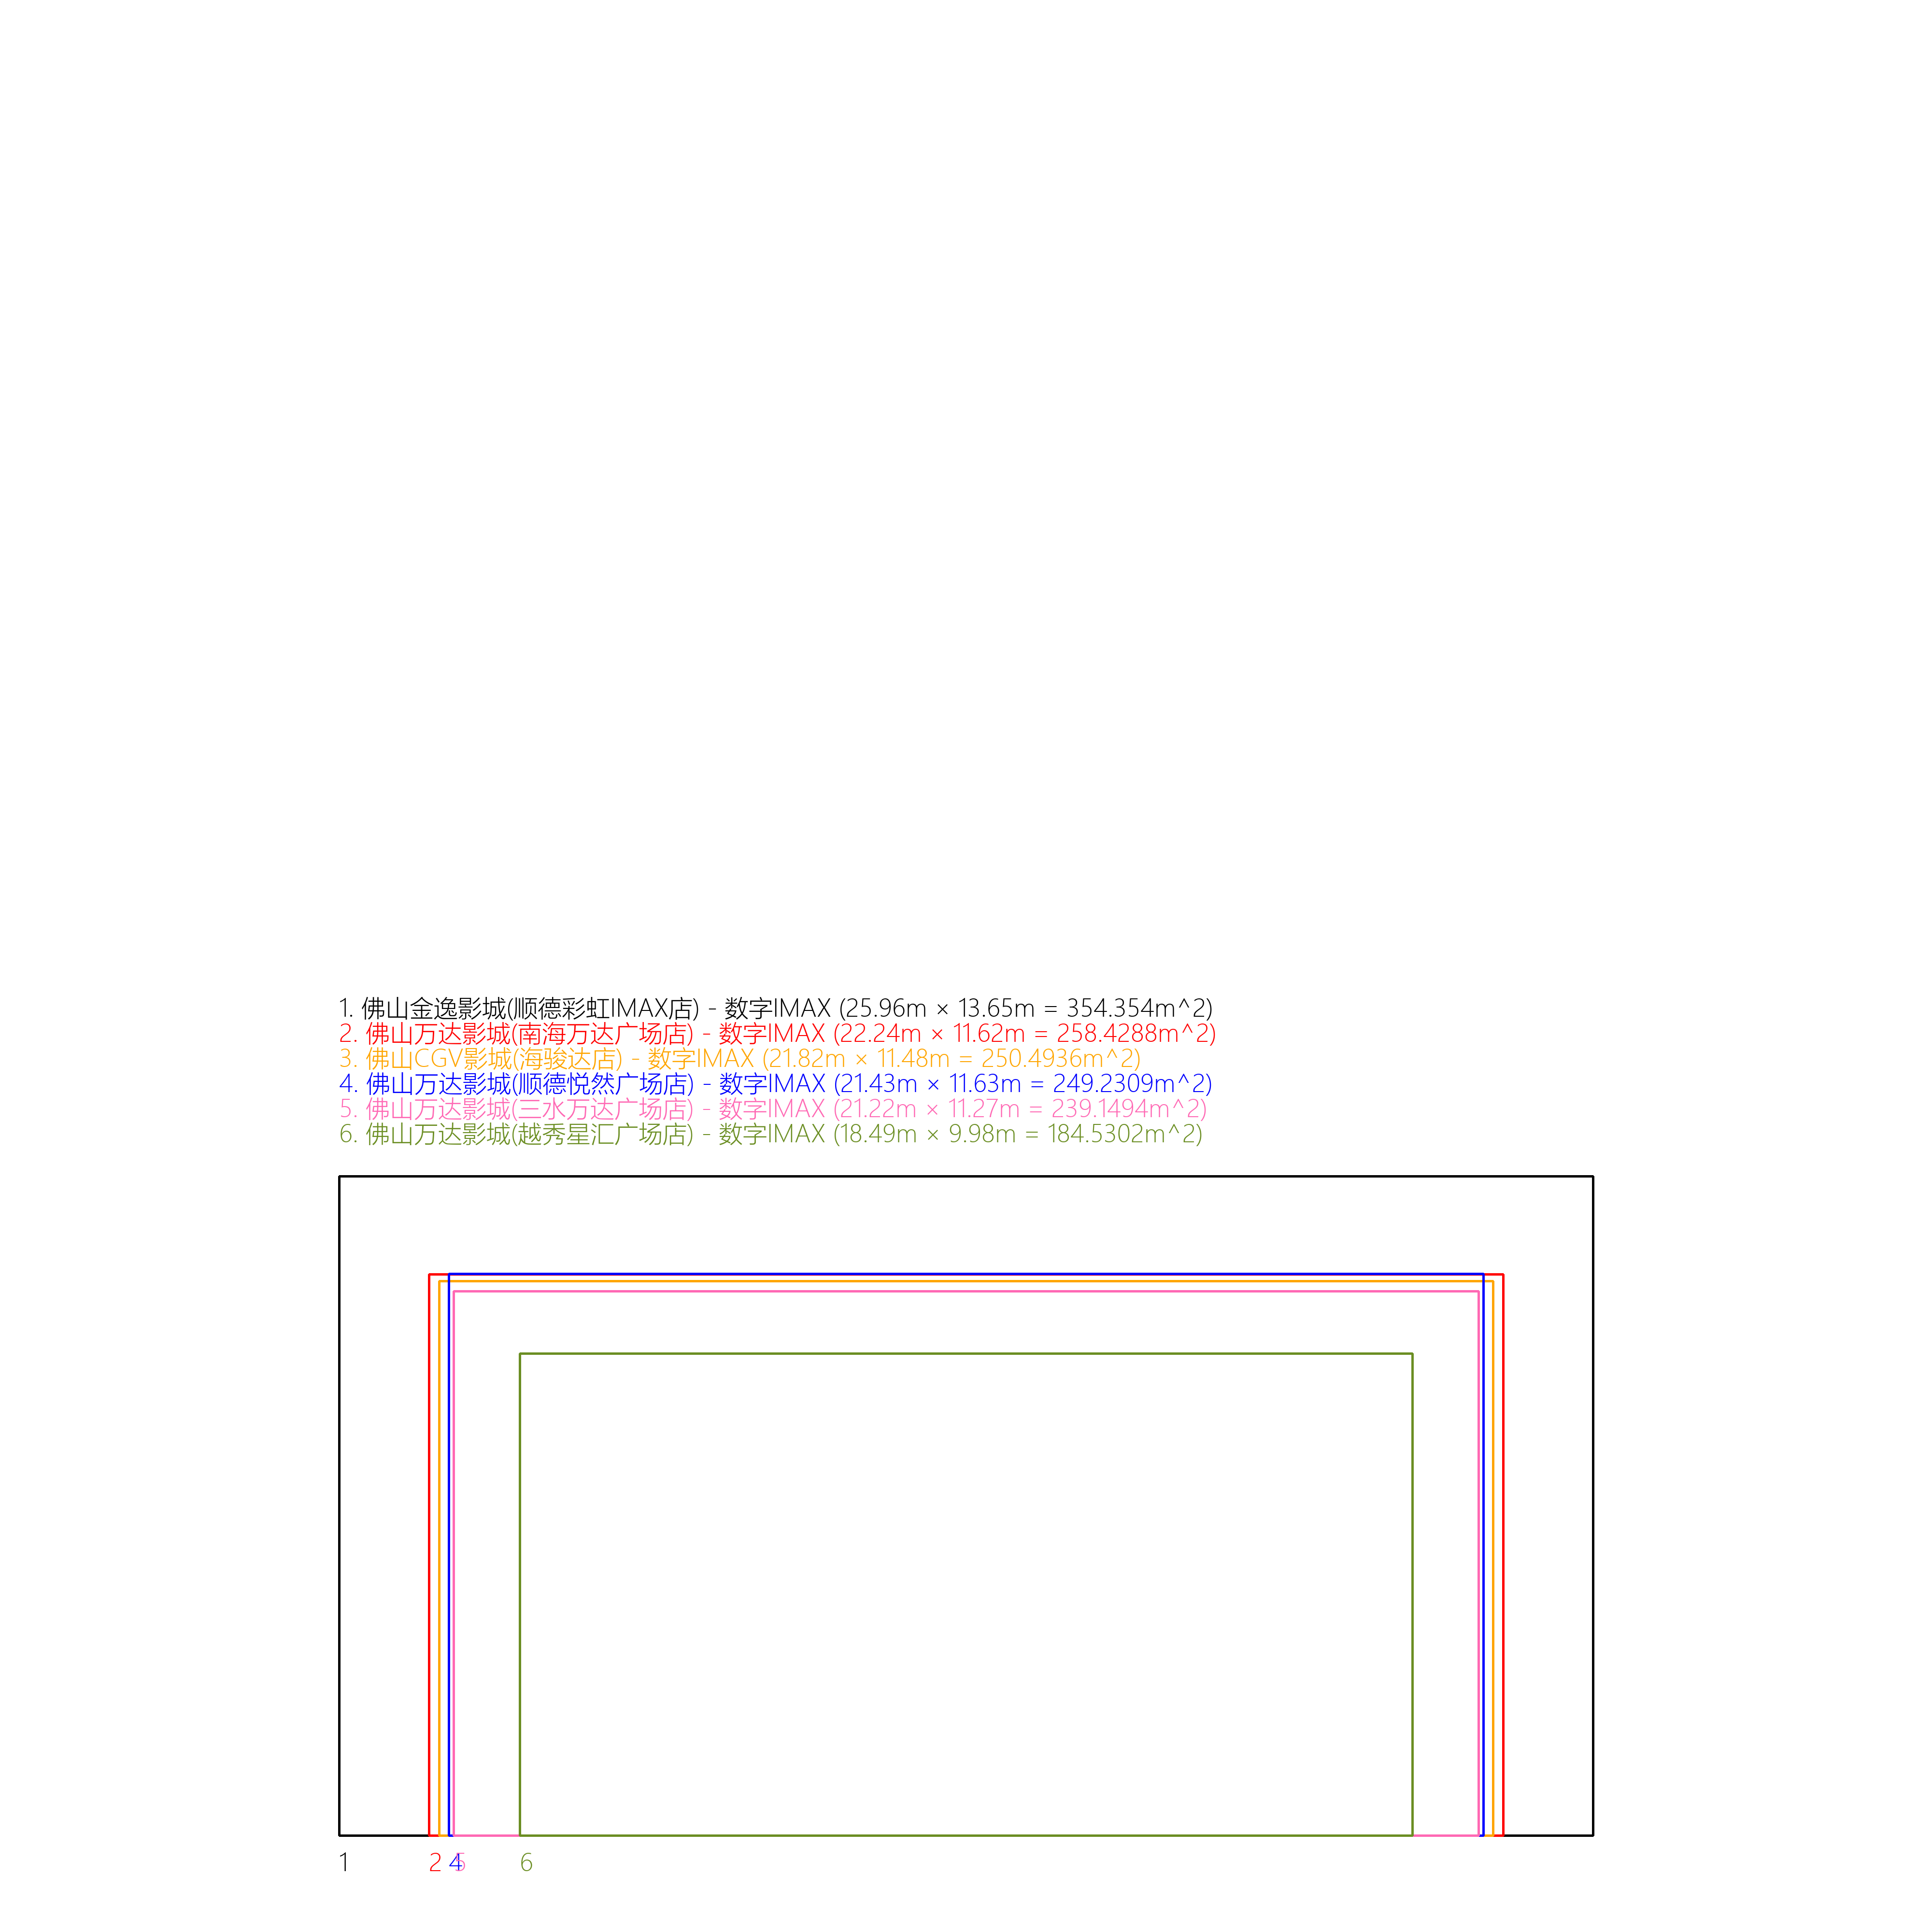 1. 佛山金逸影城(顺德彩虹IMAX店) - 数字IMAX (25.96m × 13.65m = 354.354m^2)
2. 佛山万达影城(南海万达广场店) - 数字IMAX (22.24m × 11.62m = 258.4288m^2)
3. 佛山CGV影城(海骏达店) - 数字IMAX (21.82m × 11.48m = 250.4936m^2)
4. 佛山万达影城(顺德悦然广场店) - 数字IMAX (21.43m × 11.63m = 249.2309m^2)
5. 佛山万达影城(三水万达广场店) - 数字IMAX (21.22m × 11.27m = 239.1494m^2)
6. 佛山万达影城(越秀星汇广场店) - 数字IMAX (18.49m × 9.98m = 184.5302m^2)
1 2 4 5 6